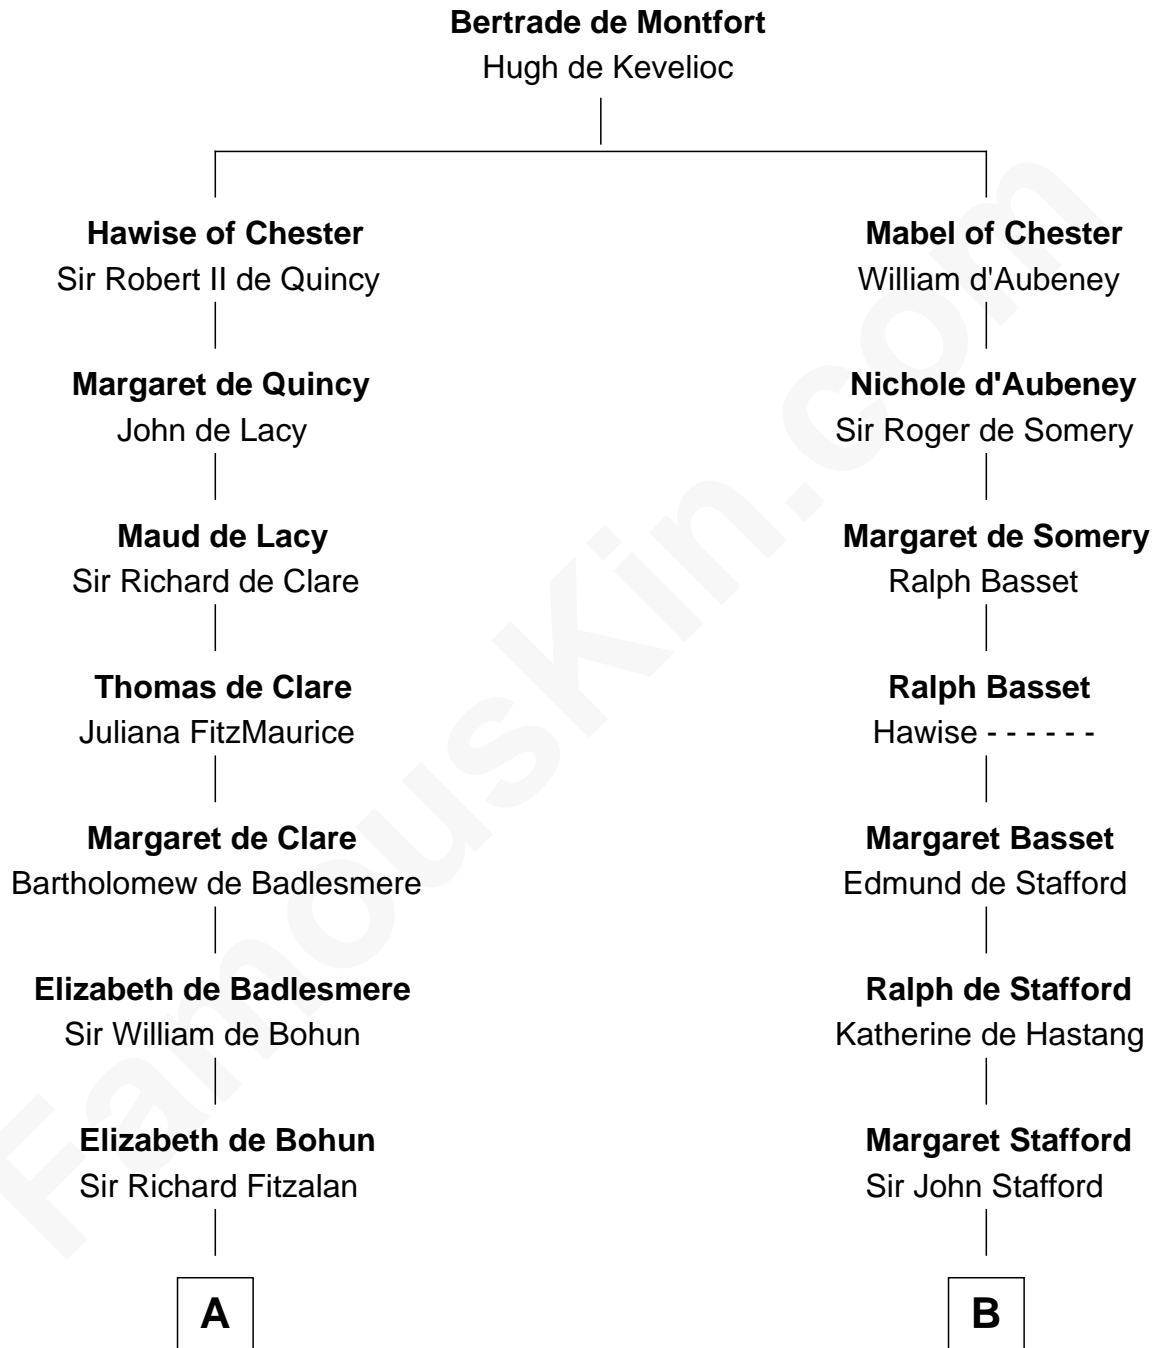 Bertrade de Montfort
Hugh de Kevelioc
Hawise of Chester
Sir Robert II de Quincy
Mabel of Chester
William d'Aubeney
Margaret de Quincy
John de Lacy
Nichole d'Aubeney
Sir Roger de Somery
Maud de Lacy
Sir Richard de Clare
Margaret de Somery
Ralph Basset
Thomas de Clare
Juliana FitzMaurice
Ralph Basset
Hawise - - - - - -
Margaret de Clare
Bartholomew de Badlesmere
Margaret Basset
Edmund de Stafford
Elizabeth de Badlesmere
Sir William de Bohun
Ralph de Stafford
Katherine de Hastang
Elizabeth de Bohun
Sir Richard Fitzalan
Margaret Stafford
Sir John Stafford
A
B
FamousKin.com